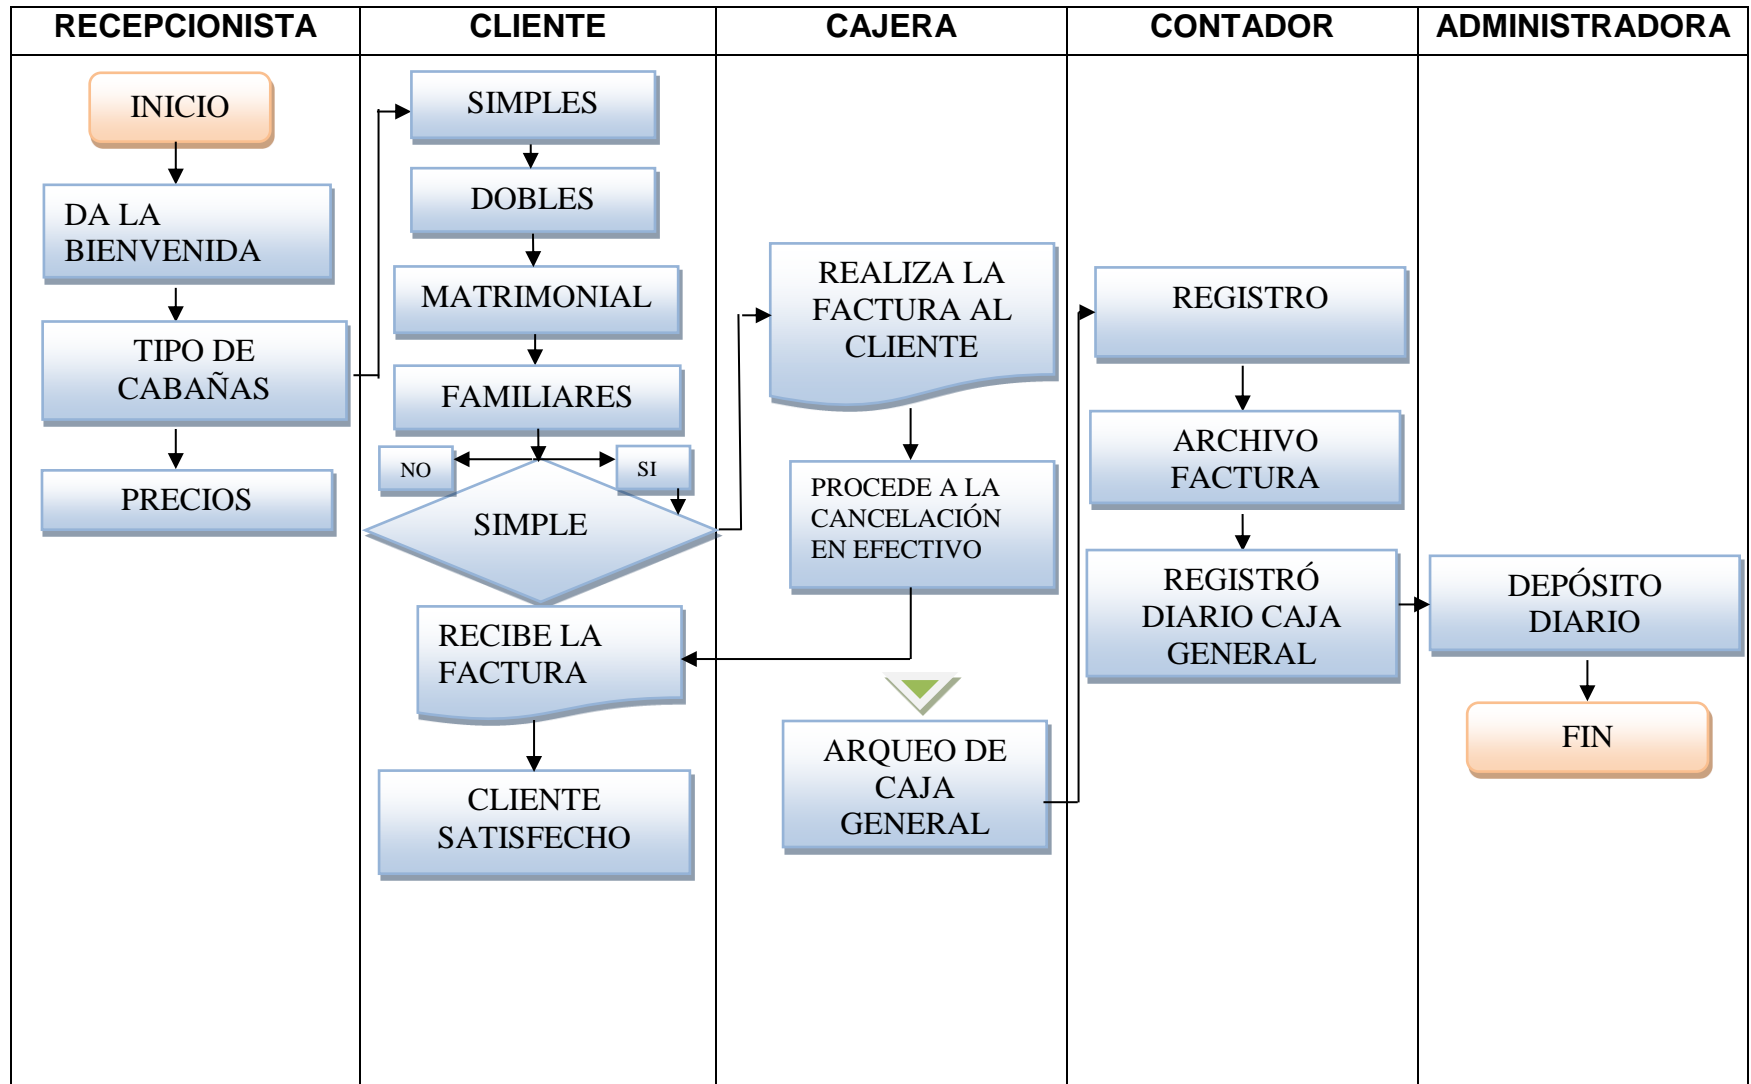 RECEPCIONISTA
CLIENTE
CAJERA
CONTADOR
ADMINISTRADORA
INICIO
DA LA
BIENVENIDA
TIPO DE
CABAÑAS
PRECIOS
SIMPLES
DOBLES
MATRIMONIAL
FAMILIARES
NO
SI
SIMPLE
RECIBE LA
FACTURA
CLIENTE
SATISFECHO
REALIZA LA
FACTURA AL
CLIENTE
PROCEDE A LA
CANCELACIÓN
EN EFECTIVO
ARQUEO DE
CAJA
GENERAL
REGISTRO
ARCHIVO
FACTURA
REGISTRÓ
DIARIO CAJA
GENERAL
DEPÓSITO
DIARIO
FIN